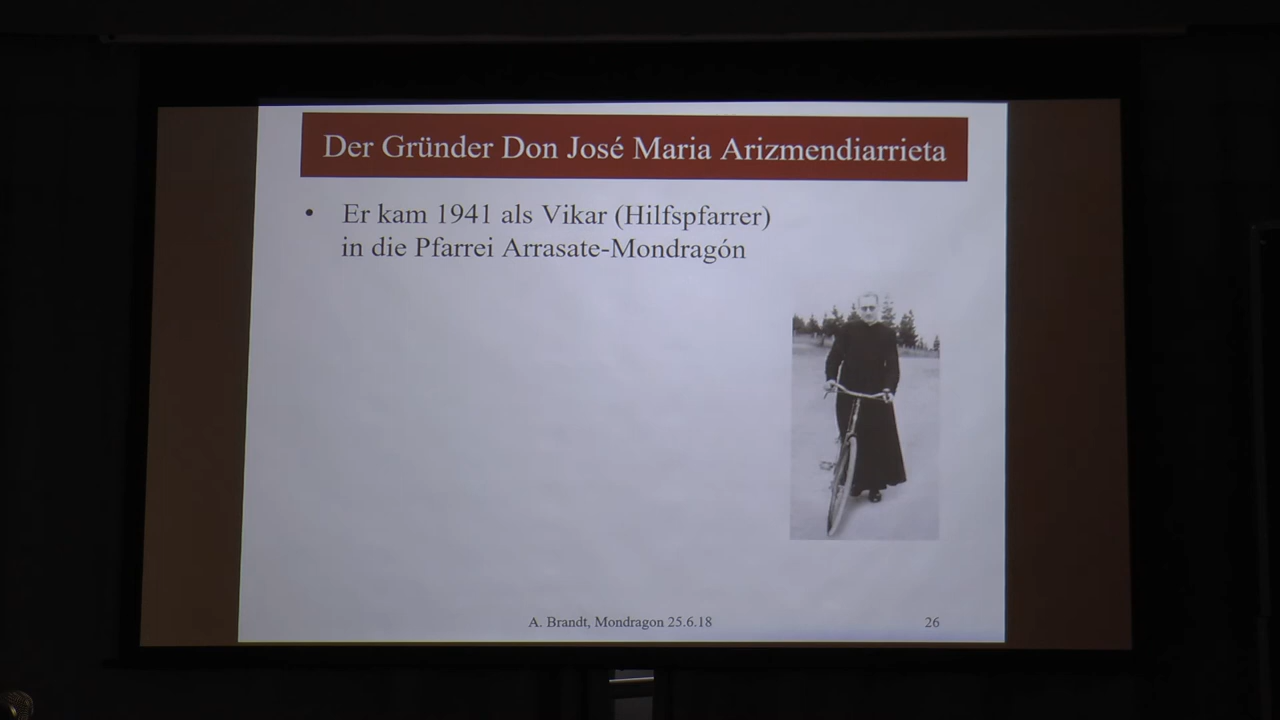 Der Gründer Don José Maria Arizmendiarrieta
• Er kam 1941 als Vikar (Hilfspfarrer)
in die Pfarrei Arrasate-Mondragón
A. Brandt, Mondragon 25.6.18
26